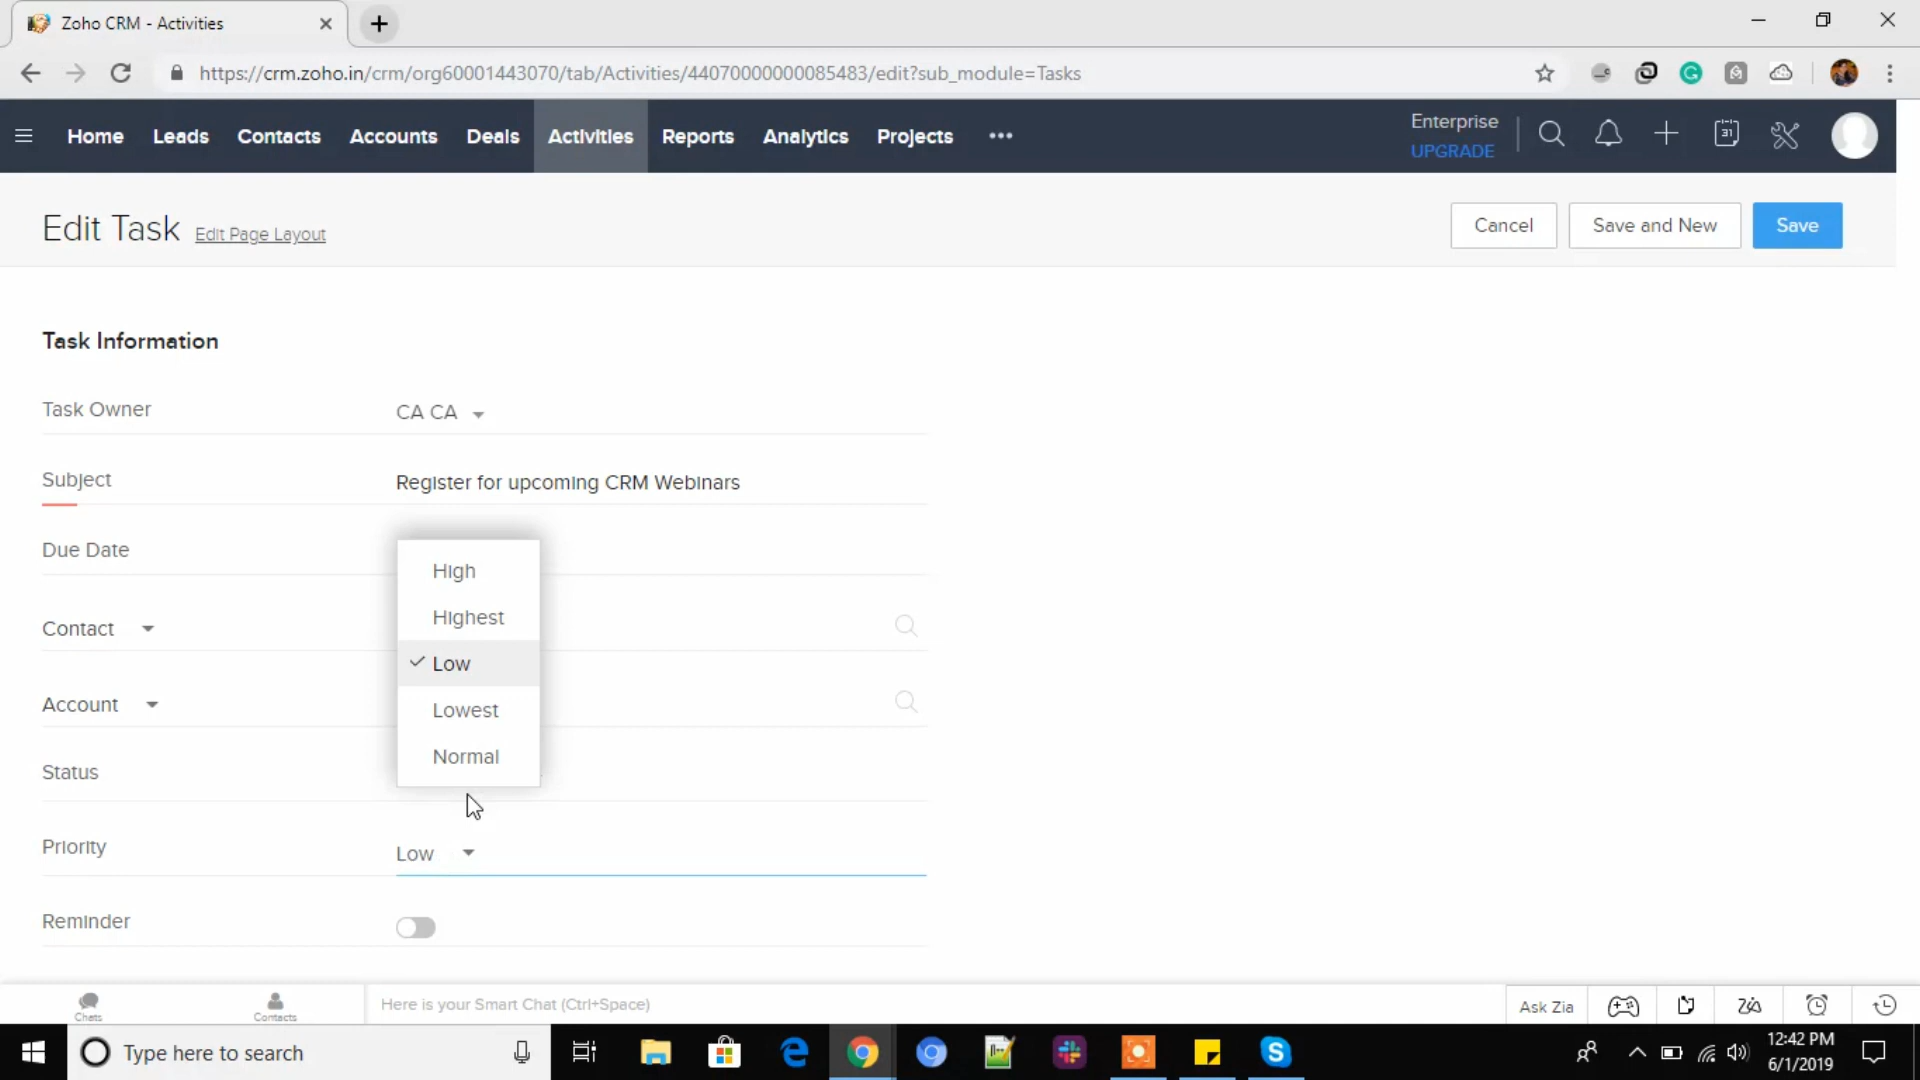 Zoho CRM - Activities
https://crm.zoho.in/crm/org60001443070/tab/Activities/44070000000085483/edit?sub_module=Tasks
Home Leads Contacts Accounts Deals Activities Reports Analytics Projects
Enterprise
UPGRADE
31
Edit Task Edit Page Layout
Cancel
Save and New
Save
Task Information
Task Owner
CA CA
Subject
Register for upcoming CRM Webinars
Due Date
High
Highest
Contact
Low
Account
Lowest
Normal
Status
Priority
Low
Reminder
Chats
Contacts
Here is your Smart Chat (Ctrl+Space)
Ask Zia
Type here to search
12:42 PM
6/1/2019